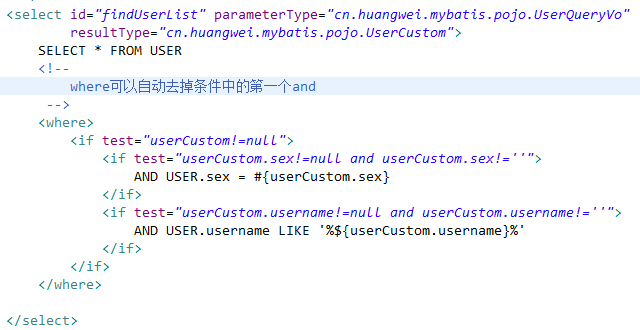 <select id="findUserList" parameterType="cn.huangwei.mybatis.pojo.UserQueryVo"
resultType="cn.huangwei.mybatis.pojo.UserCustom">
SELECT * FROM USER
<!--
where可以自动去掉条件中的第一个and
-->
<where>
<if test="userCustom!=null">
<if test="userCustom.sex!=null and userCustom.sex!=''">
AND USER.sex = #{userCustom.sex}
</if>
<if test="userCustom.username!=null and userCustom.username!=''">
AND USER.username LIKE '%${userCustom.username}%'
</if>
</if>
</where>
</select>